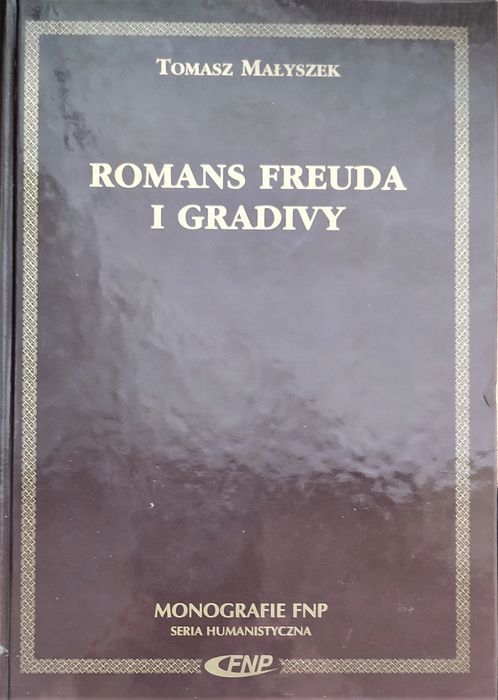 TOMASZ MAŁYSZEK
ROMANS FREUDA
I GRADIVY
MONOGRAFIE FNP
SERIA HUMANISTYCZNA
FNP